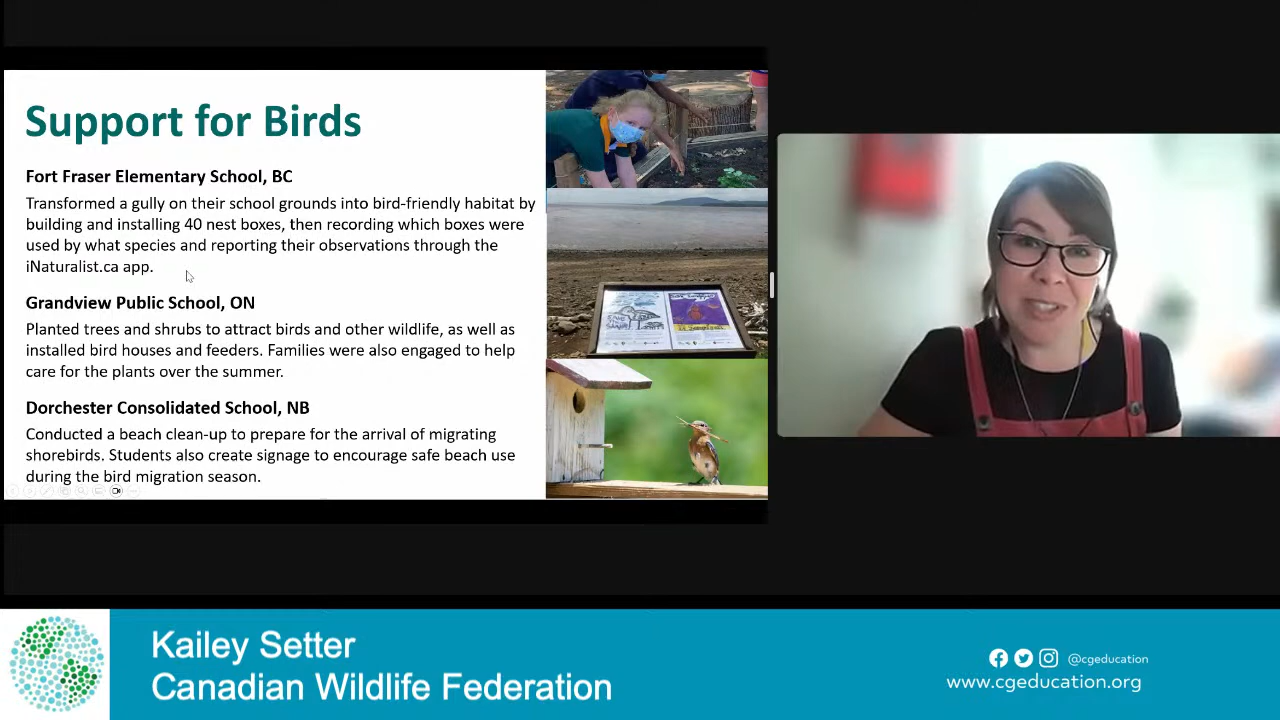 Support for Birds
Fort Fraser Elementary School, BC
Transformed a gully on their school grounds into bird-friendly habitat by
building and installing 40 nest boxes, then recording which boxes were
used by what species and reporting their observations through the
iNaturalist.ca app.
Grandview Public School, ON
Planted trees and shrubs to attract birds and other wildlife, as well as
installed bird houses and feeders. Families were also engaged to help
care for the plants over the summer.
Dorchester Consolidated School, NB
Conducted a beach clean-up to prepare for the arrival of migrating
shorebirds. Students also create signage to encourage safe beach use
during the bird migration season.
Kailey Setter
Canadian Wildlife Federation
@cgeducation
www.cgeducation.org